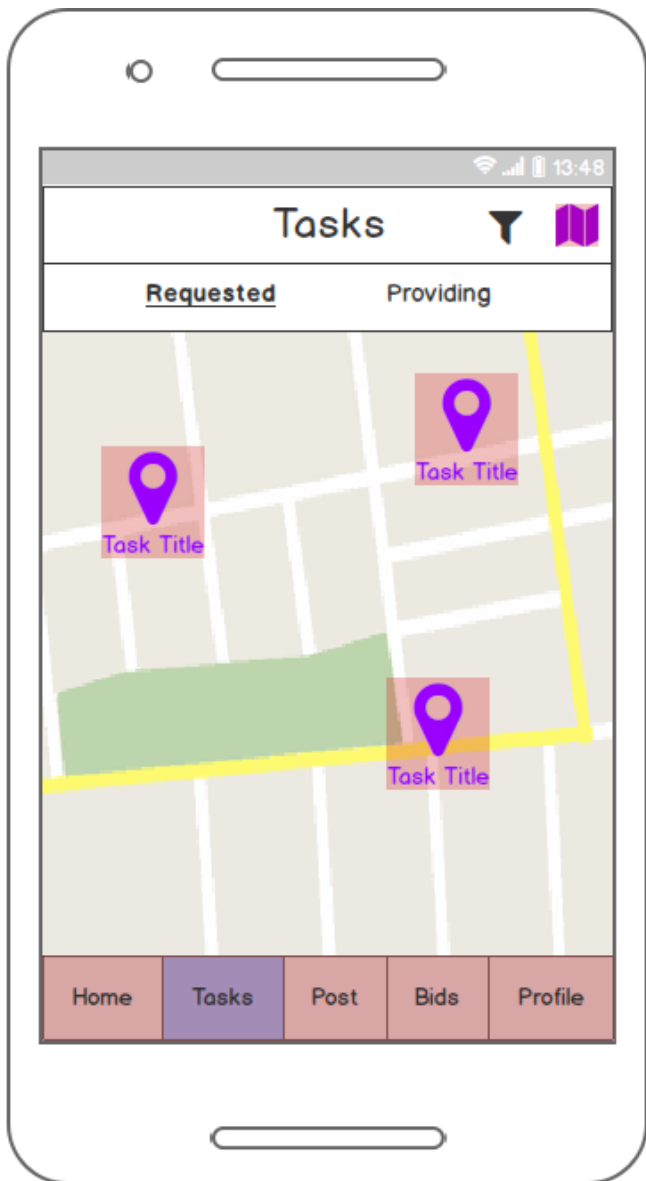 13:48
Tasks
Requested Providing
Task Title
Task Title
Task Title
Home Tasks Post Bids Profile